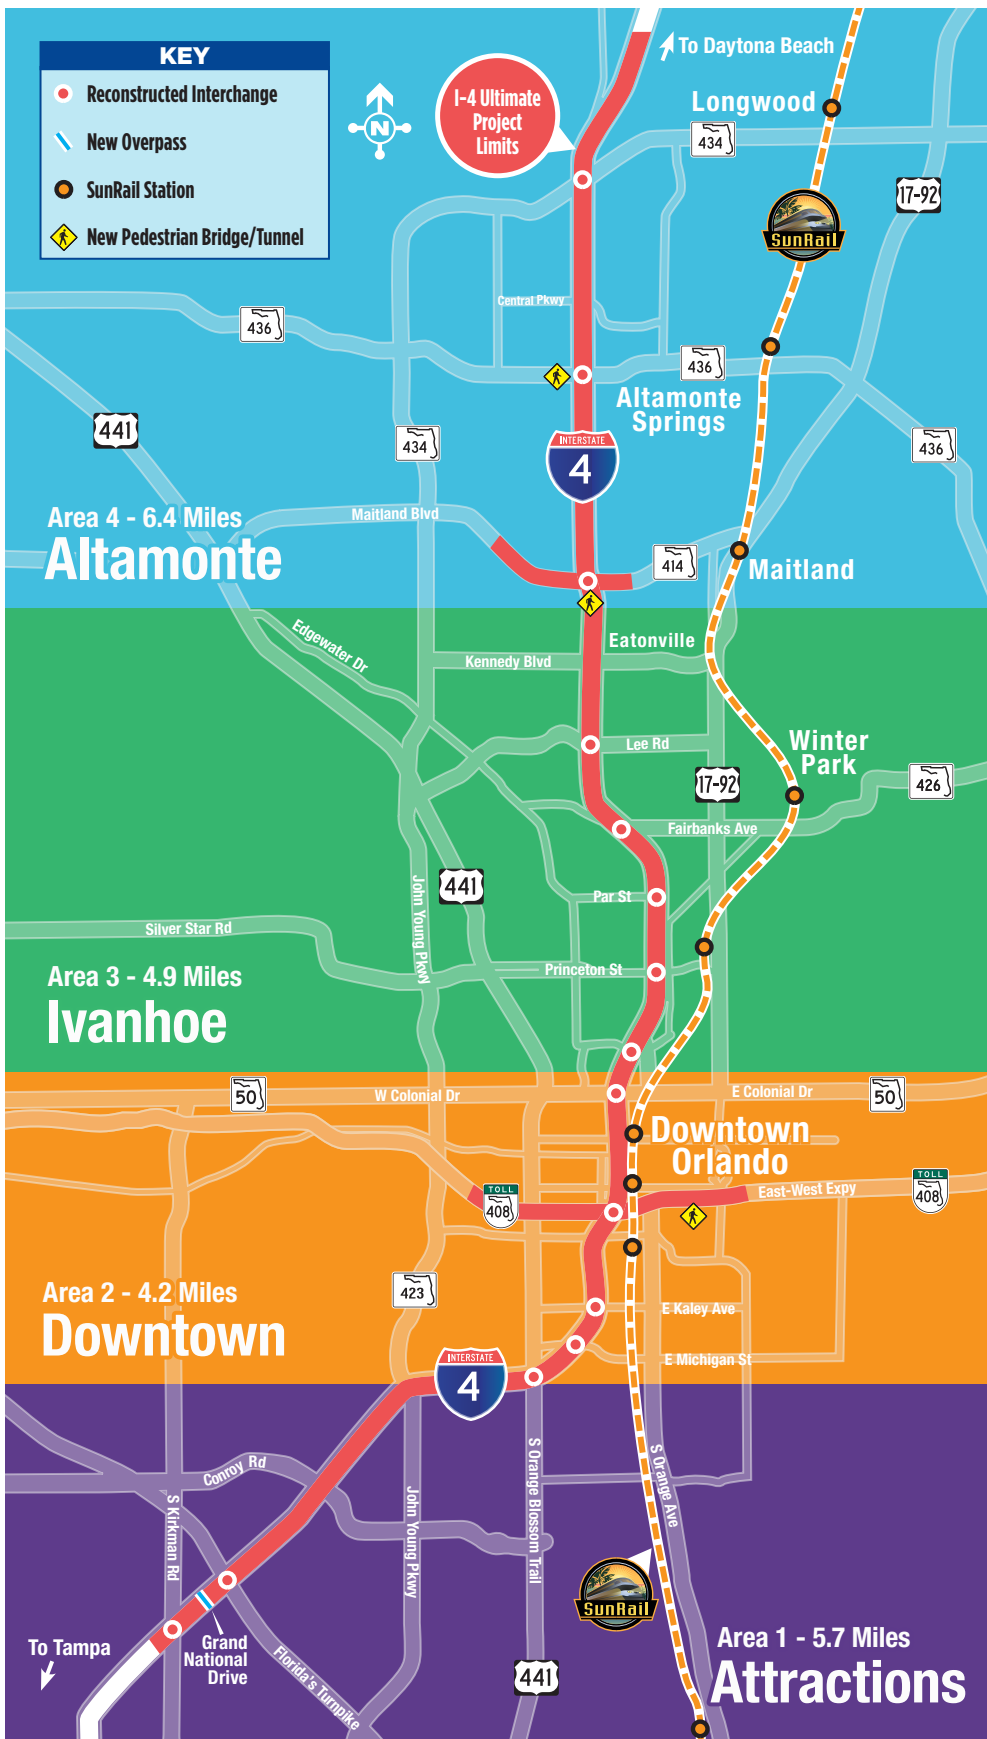 KEY
Reconstructed Interchange
New Overpass
SunRail Station
New Pedestrian Bridge/Tunnel
N
I-4 Ultimate
Project
Limits
To Daytona Beach
Longwood
434
17-92
SunRail
Central Pkwy
436
436
Altamonte
Springs
441
434
INTERSTATE
4
436
Area 4 - 6.4 Miles
Altamonte
Maitland Blvd
414
Maitland
Edgewater Dr
Eatonville
Kennedy Blvd
Lee Rd
Winter
Park
17-92
426
Fairbanks Ave
441
John Young Pkwy
Par St
Silver Star Rd
Princeton St
Area 3 - 4.9 Miles
Ivanhoe
50
W Colonial Dr
E Colonial Dr
50
Downtown
Orlando
TOLL
408
East-West Expy
TOLL
408
423
Area 2 - 4.2 Miles
Downtown
E Kaley Ave
E Michigan St
INTERSTATE
4
Conroy Rd
S Kirkman Rd
John Young Pkwy
S Orange Blossom Trail
S Orange Ave
SunRail
To Tampa
Grand
National
Drive
Florida's Turnpike
441
Area 1 - 5.7 Miles
Attractions